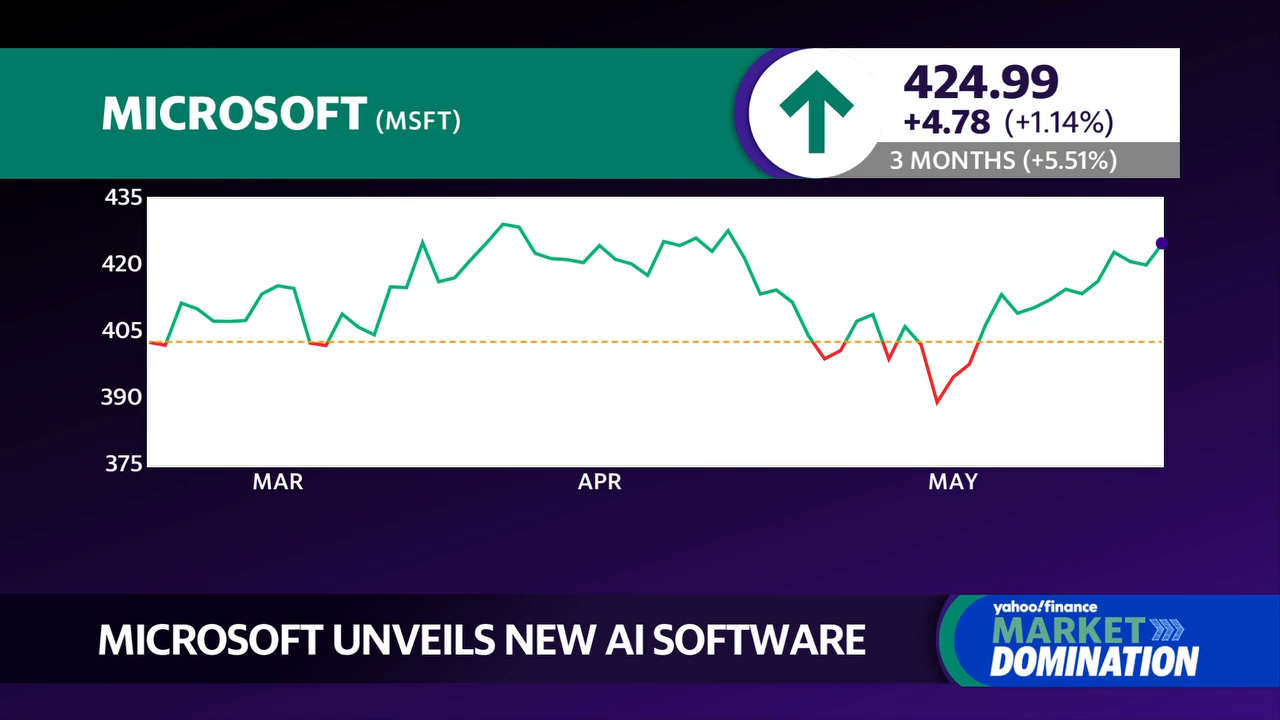 MICROSOFT (MSFT)
424.99
+4.78 (+1.14%)
3 MONTHS (+5.51%)
435
420
405
390
375
MAR APR MAY
MICROSOFT UNVEILS NEW AI SOFTWARE
yahoo!finance
MARKET
DOMINATION